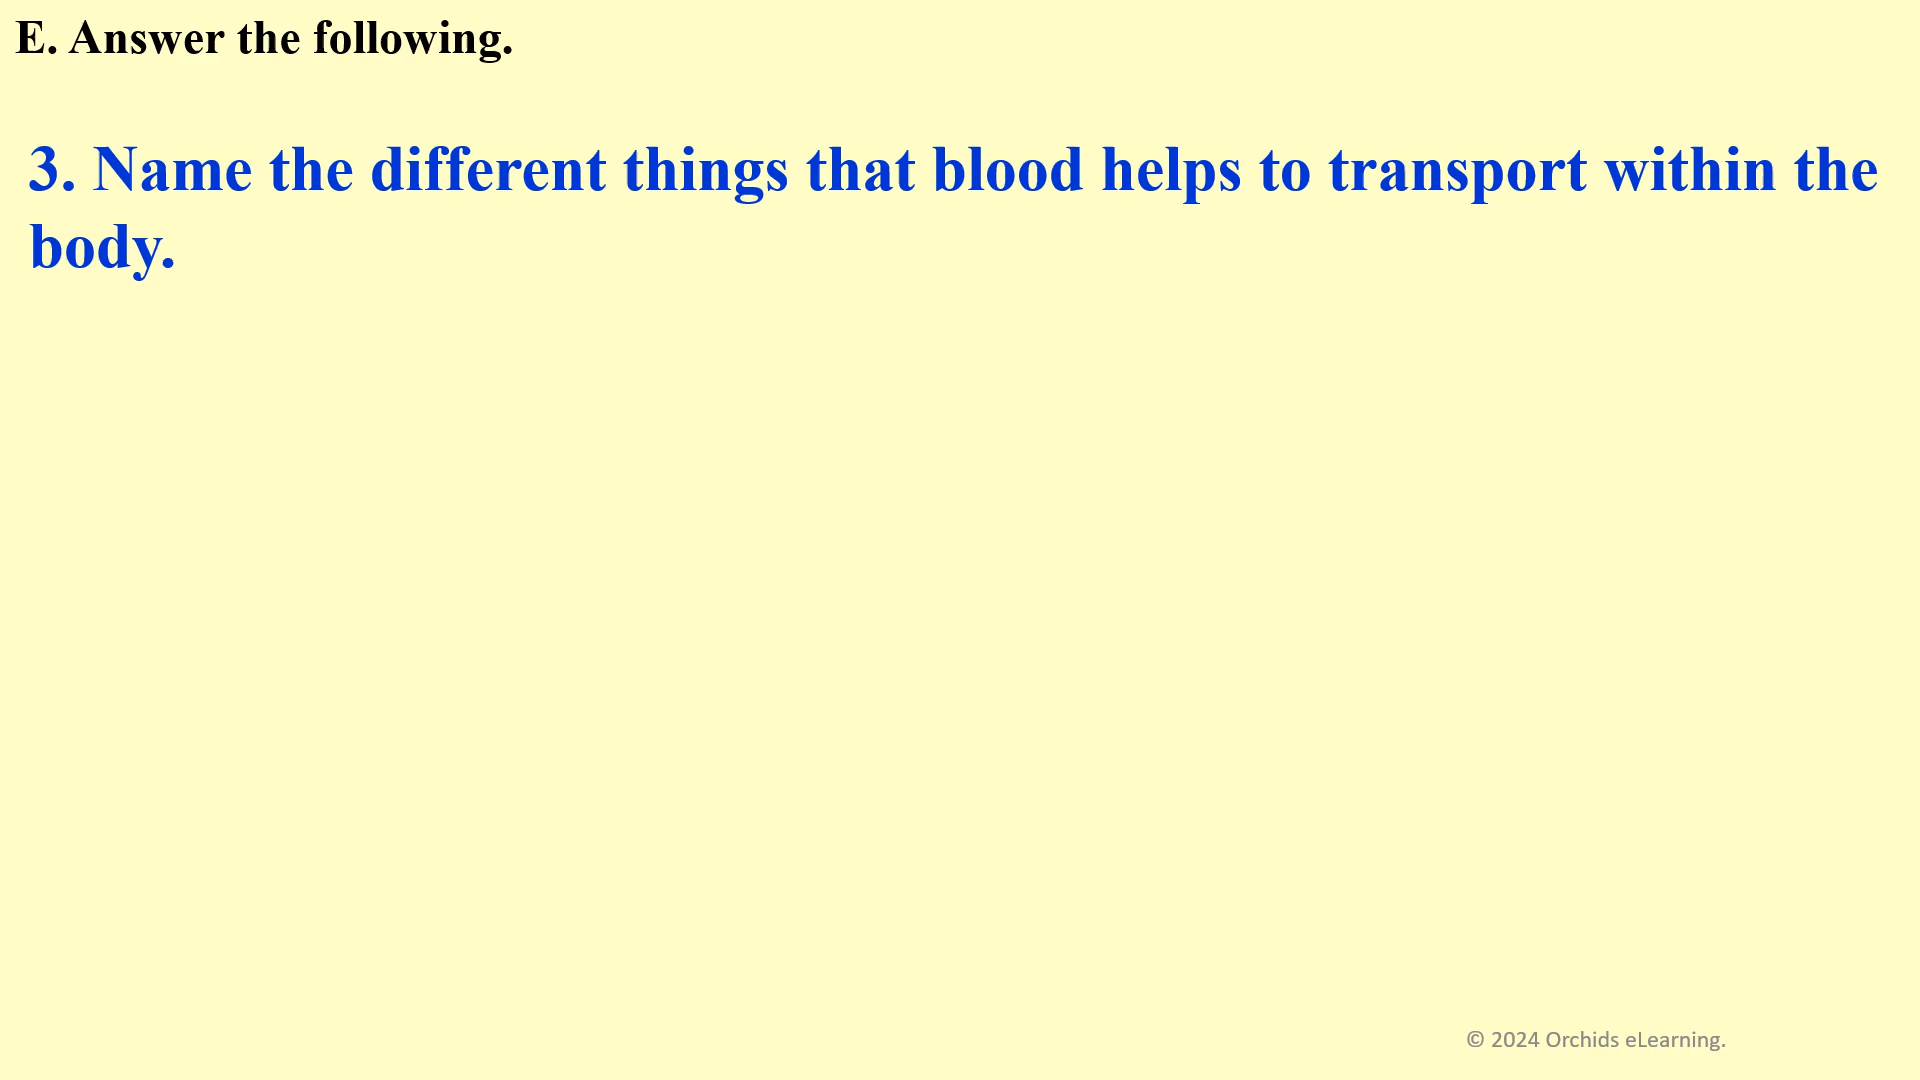 E. Answer the following.
3. Name the different things that blood helps to transport within the
body.
© 2024 Orchids eLearning.